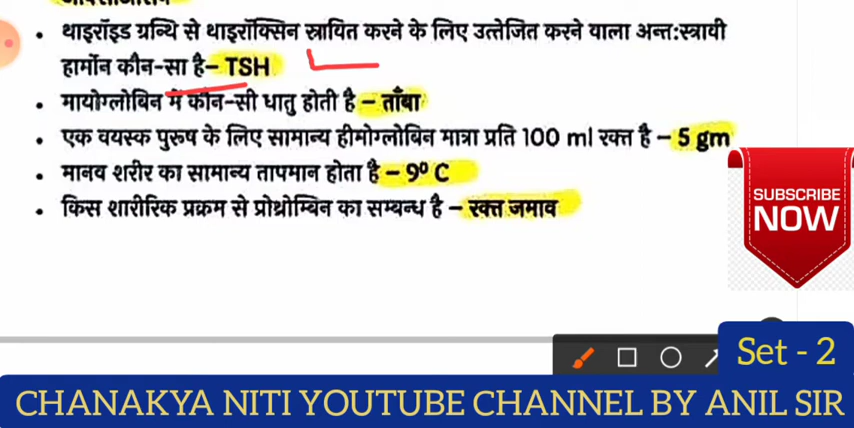 • थाइरॉइड ग्रन्थि से थाइरॉक्सिन स्रावित करने के लिए उत्तेजित करने वाला अन्त:स्त्रायी
हार्मोन कौन-सा है– TSH
• मायोग्लोबिन में कौन-सी धातु होती है – ताँबा
• एक वयस्क पुरूष के लिए सामान्य हीमोग्लोबिन मात्रा प्रति 100 ml रक्त है – 5 gm
• मानव शरीर का सामान्य तापमान होता है – 9⁰ C
• किस शारीरिक प्रक्रम से प्रोथ्रोम्बिन का सम्बन्ध है – रक्त जमाव
SUBSCRIBE
NOW
Set - 2
CHANAKYA NITI YOUTUBE CHANNEL BY ANIL SIR